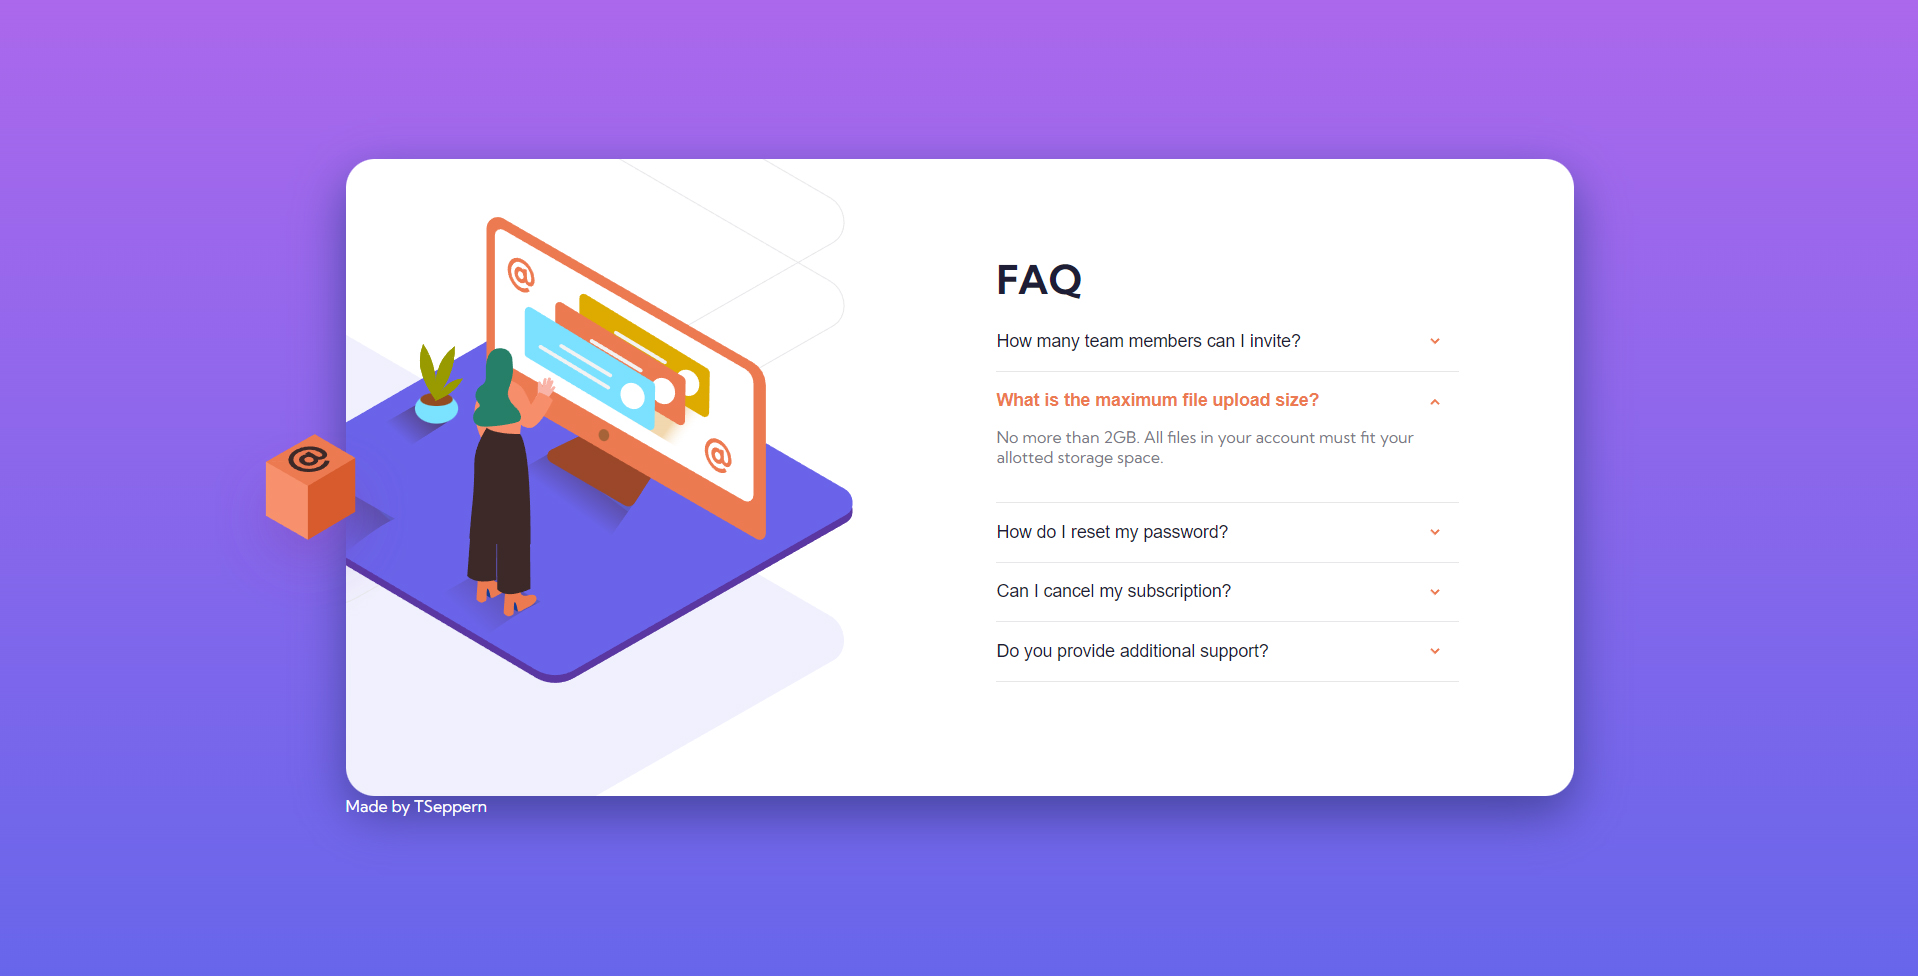 @
@
@
FAQ
How many team members can I invite?
What is the maximum file upload size?
No more than 2GB. All files in your account must fit your
allotted storage space.
How do I reset my password?
Can I cancel my subscription?
Do you provide additional support?
Made by TSeppern